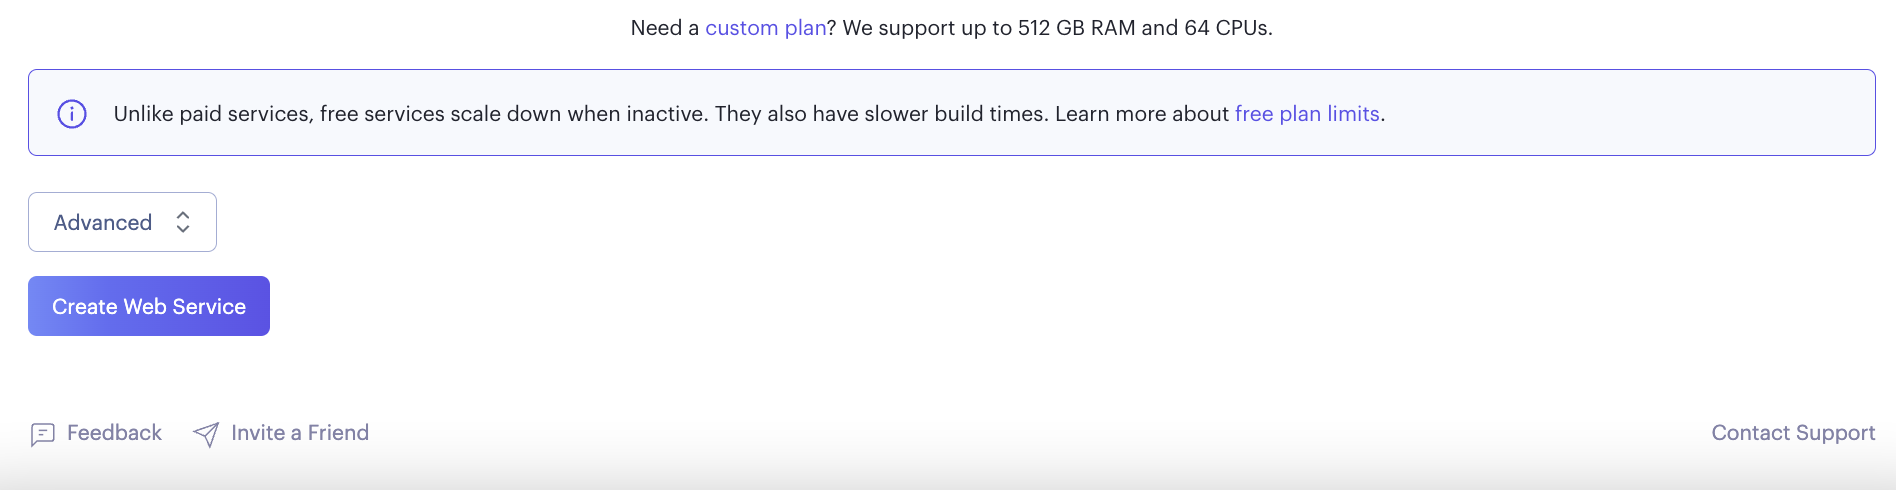 Need a custom plan? We support up to 512 GB RAM and 64 CPUs.
Unlike paid services, free services scale down when inactive. They also have slower build times. Learn more about free plan limits.
Advanced
Create Web Service
Feedback Invite a Friend Contact Support